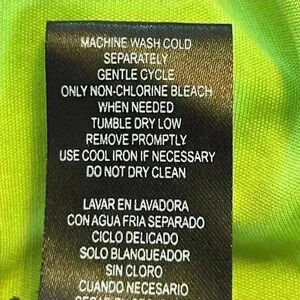 MACHINE WASH COLD
SEPARATELY
GENTLE CYCLE
ONLY NON-CHLORINE BLEACH
WHEN NEEDED
TUMBLE DRY LOW
REMOVE PROMPTLY
USE COOL IRON IF NECESSARY
DO NOT DRY CLEAN
LAVAR EN LAVADORA
CON AGUA FRIA SEPARADO
CICLO DELICADO
SOLO BLANQUEADOR
SIN CLORO
CUANDO NECESARIO